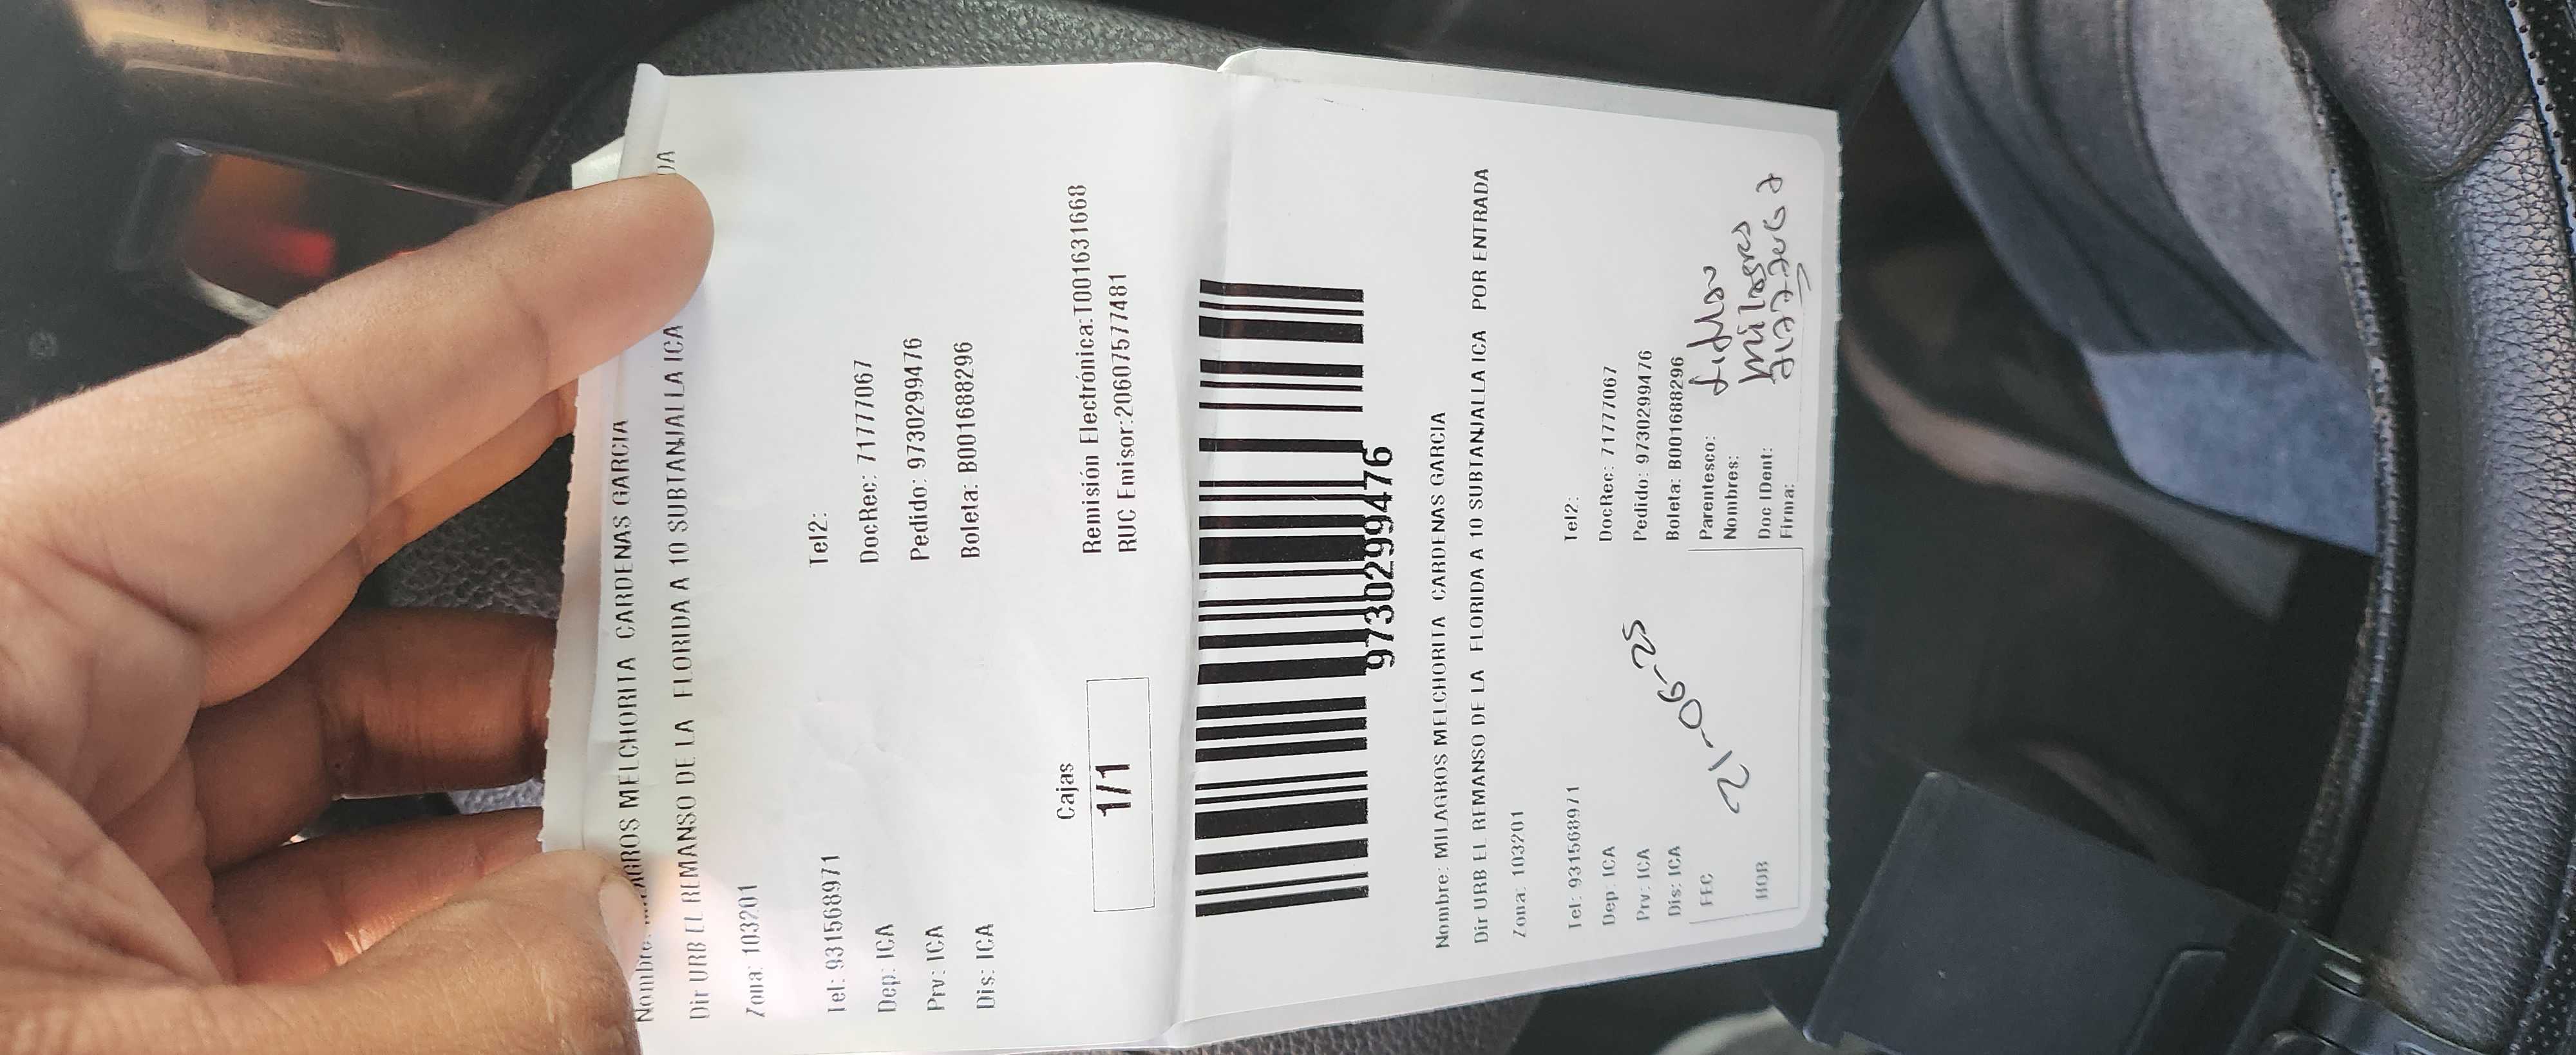 Nombre: MILAGROS MELCHORITA CARDENAS GARCIA
Dir URB EL REMANSO DE LA FLORIDA A 10 SUBTANJALLA ICA DA
Zona: 103201
Tel: 931568971 Tel2:
Dep: ICA DocRec: 71777067
Prv: ICA Pedido: 97302999476
Dis: ICA Boleta: B001688296
Cajas
1/1
Remisión Electrónica:T001631668
RUC Emisor:20607577481
97302999476
Nombre: MILAGROS MELCHORITA CARDENAS GARCIA
Dir URB EL REMANSO DE LA FLORIDA A 10 SUBTANJALLA ICA POR ENTRADA
Zona: 103201
Tel: 931568971 Tel2:
Dep: ICA DocRec: 71777067
Prv: ICA Pedido: 97302999476
Dis: ICA Boleta: B001688296
FEC 21-06-25
HOR
Parentesco:
Nombres: Milagros
Doc IDent:
Firma: